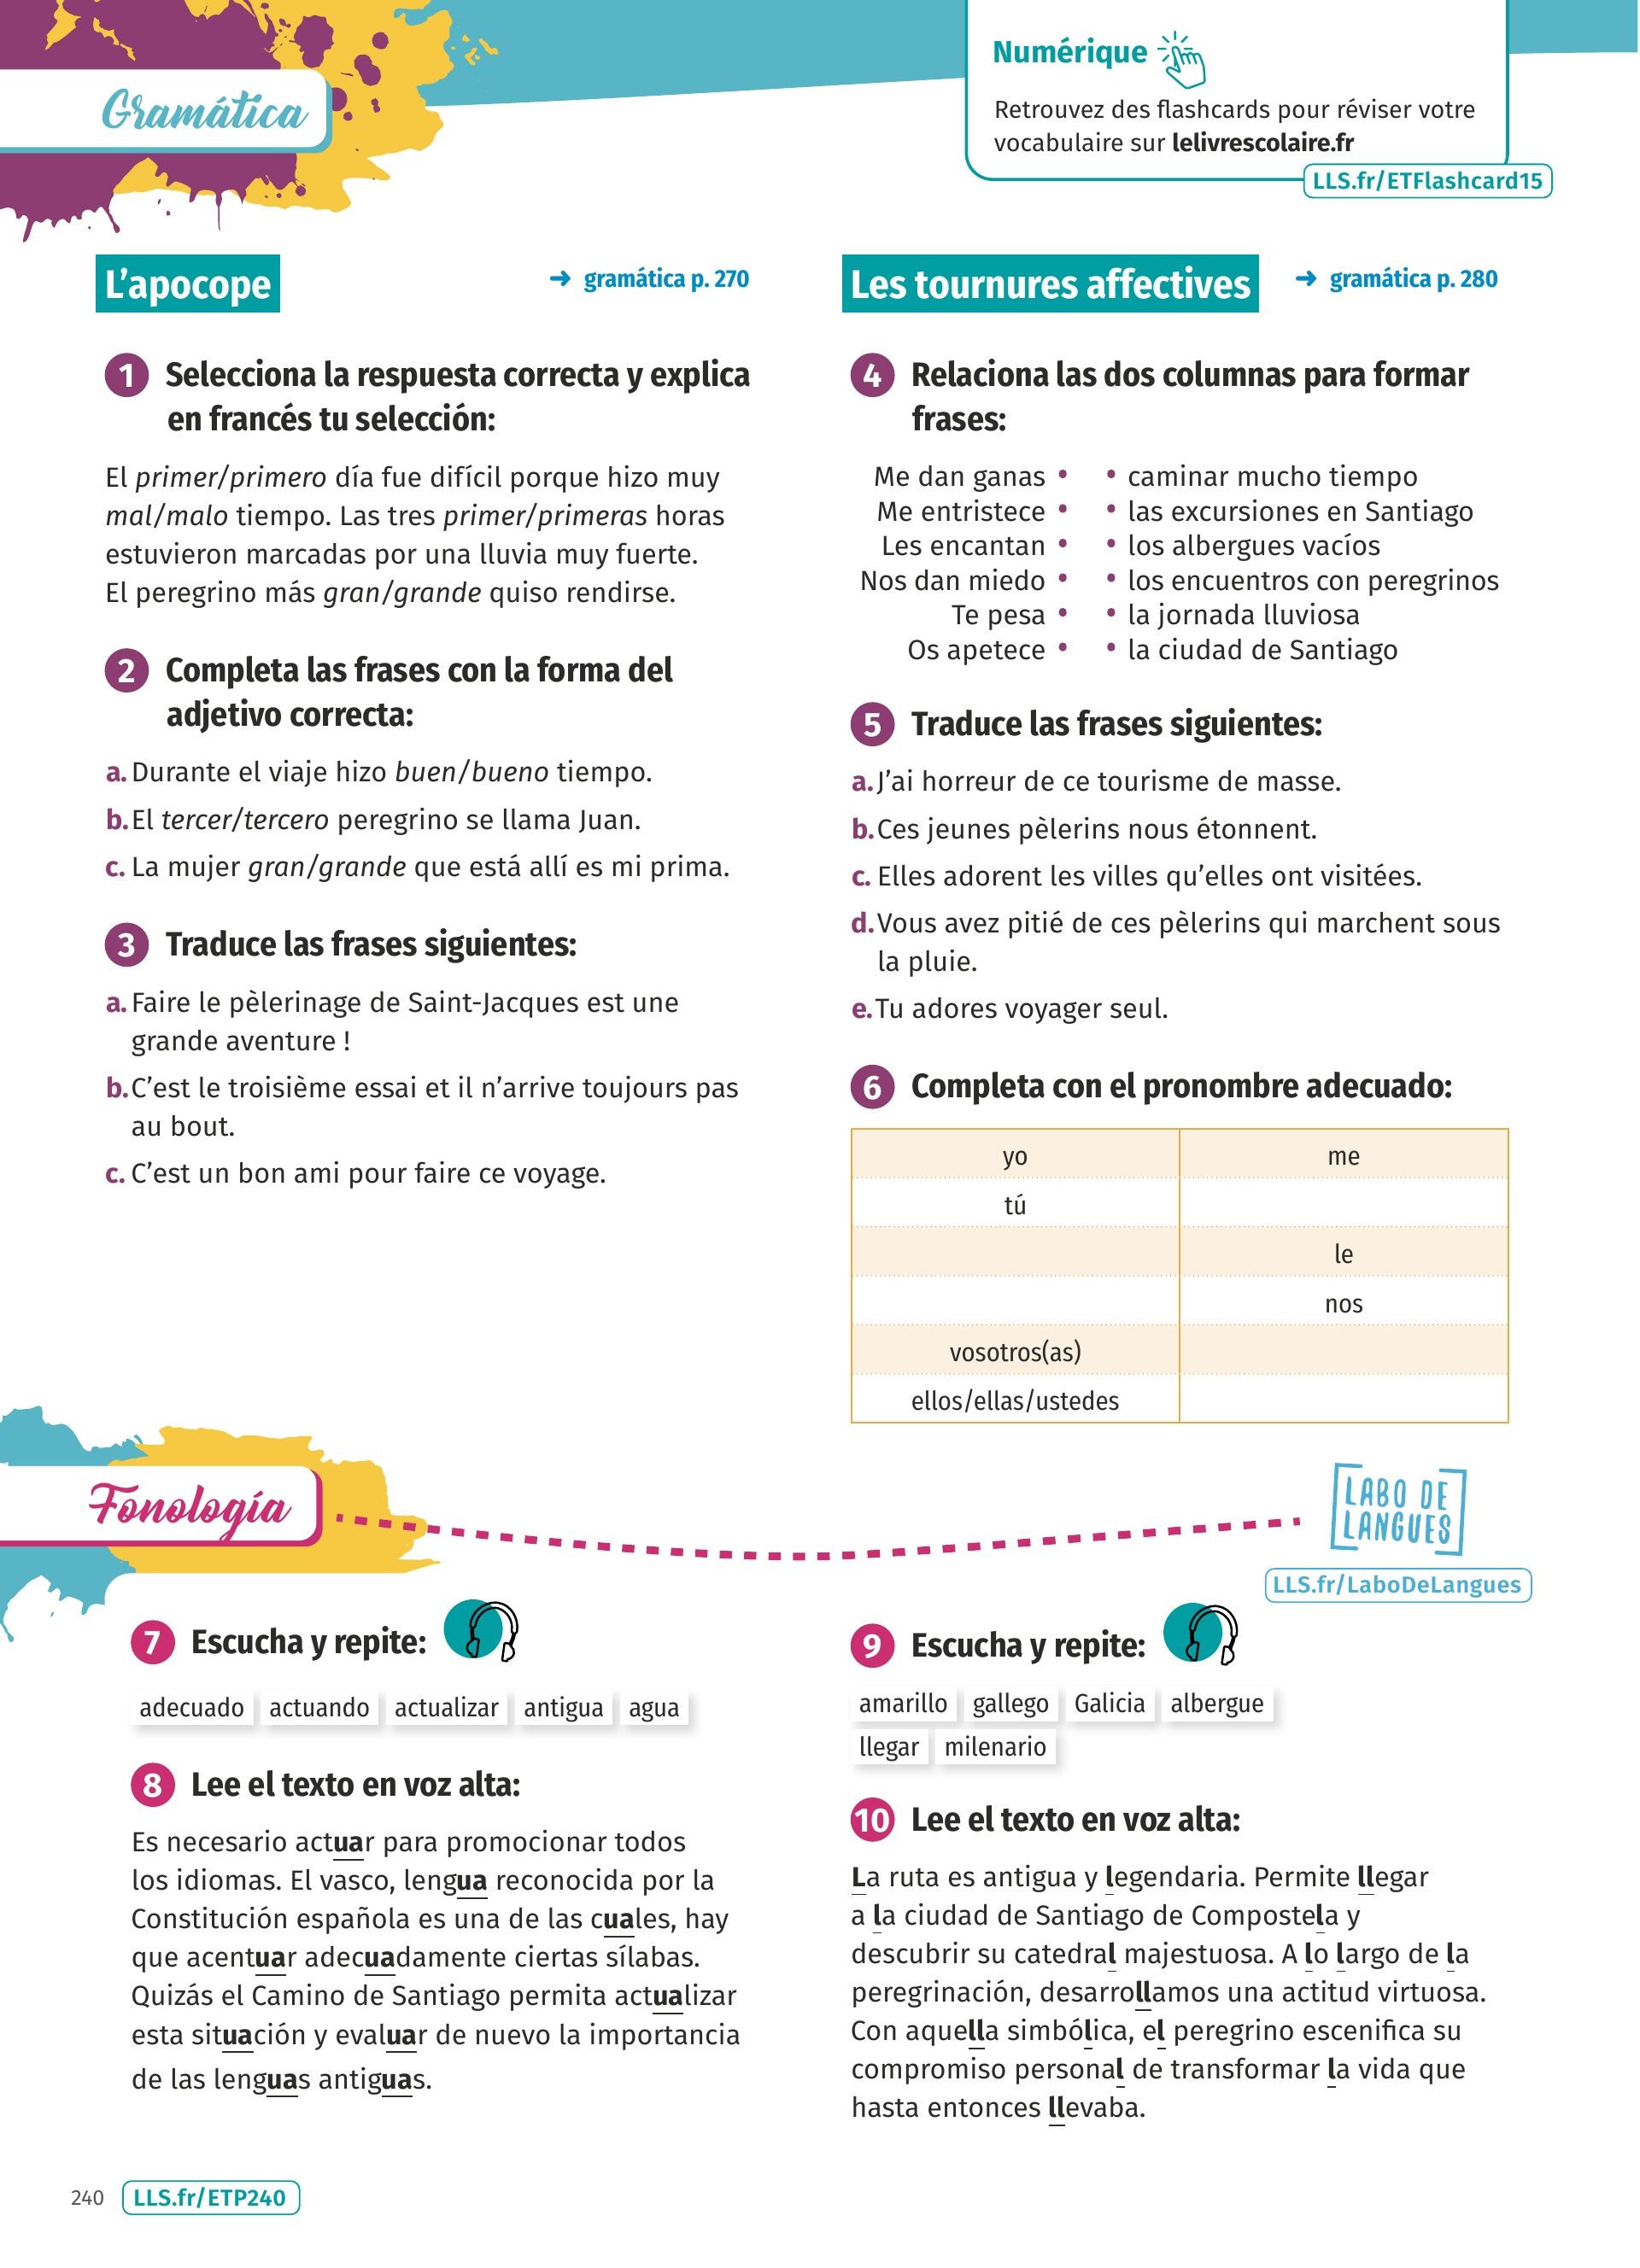 Gramática
Numérique
Retrouvez des flashcards pour réviser votre
vocabulaire sur lelivrescolaire.fr
LLS.fr/ETFlashcard15
L’apocope
➜ gramática p. 270
1 Selecciona la respuesta correcta y explica
en francés tu selección:
El primer/primero día fue difícil porque hizo muy
mal/malo tiempo. Las tres primer/primeras horas
estuvieron marcadas por una lluvia muy fuerte.
El peregrino más gran/grande quiso rendirse.
2 Completa las frases con la forma del
adjetivo correcta:
a. Durante el viaje hizo buen/bueno tiempo.
b. El tercer/tercero peregrino se llama Juan.
c. La mujer gran/grande que está allí es mi prima.
3 Traduce las frases siguientes:
a. Faire le pèlerinage de Saint-Jacques est une
grande aventure !
b. C’est le troisième essai et il n’arrive toujours pas
au bout.
c. C’est un bon ami pour faire ce voyage.
Les tournures affectives
➜ gramática p. 280
4 Relaciona las dos columnas para formar
frases:
Me dan ganas • • caminar mucho tiempo
Me entristece • • las excursiones en Santiago
Les encantan • • los albergues vacíos
Nos dan miedo • • los encuentros con peregrinos
Te pesa • • la jornada lluviosa
Os apetece • • la ciudad de Santiago
5 Traduce las frases siguientes:
a. J’ai horreur de ce tourisme de masse.
b. Ces jeunes pèlerins nous étonnent.
c. Elles adorent les villes qu’elles ont visitées.
d. Vous avez pitié de ces pèlerins qui marchent sous
la pluie.
e. Tu adores voyager seul.
6 Completa con el pronombre adecuado:
yo me
tú
le
nos
vosotros(as)
ellos/ellas/ustedes
Fonología
LABO DE
LANGUES
LLS.fr/LaboDeLangues
7 Escucha y repite:
adecuado actuando actualizar antigua agua
8 Lee el texto en voz alta:
Es necesario actuar para promocionar todos
los idiomas. El vasco, lengua reconocida por la
Constitución española es una de las cuales, hay
que acentuar adecuadamente ciertas sílabas.
Quizás el Camino de Santiago permita actualizar
esta situación y evaluar de nuevo la importancia
de las lenguas antiguas.
9 Escucha y repite:
amarillo gallego Galicia albergue
llegar milenario
10 Lee el texto en voz alta:
La ruta es antigua y legendaria. Permite llegar
a la ciudad de Santiago de Compostela y
descubrir su catedral majestuosa. A lo largo de la
peregrinación, desarrollamos una actitud virtuosa.
Con aquella simbólica, el peregrino escenifica su
compromiso personal de transformar la vida que
hasta entonces llevaba.
240 LLS.fr/ETP240